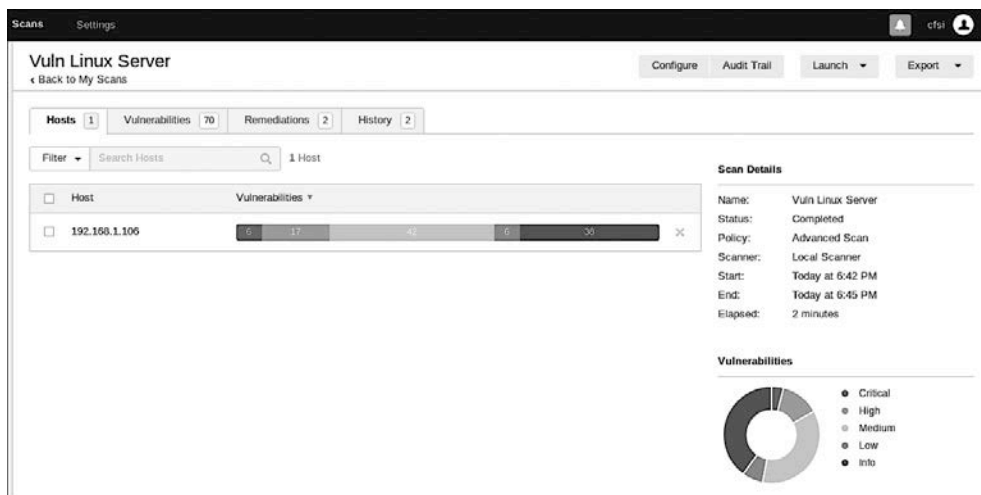 Scans Settings cfsi
Vuln Linux Server
‹ Back to My Scans
Configure Audit Trail Launch Export
Hosts 1 Vulnerabilities 70 Remediations 2 History 2
Filter Search Hosts 1 Host
Host Vulnerabilities
192.168.1.106 6 17 42 6 36
Scan Details
Name: Vuln Linux Server
Status: Completed
Policy: Advanced Scan
Scanner: Local Scanner
Start: Today at 6:42 PM
End: Today at 6:45 PM
Elapsed: 2 minutes
Vulnerabilities
Critical
High
Medium
Low
Info